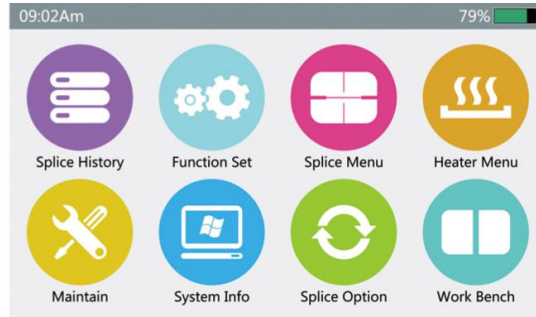 09:02Am 79%
Splice History Function Set Splice Menu Heater Menu
Maintain System Info Splice Option Work Bench